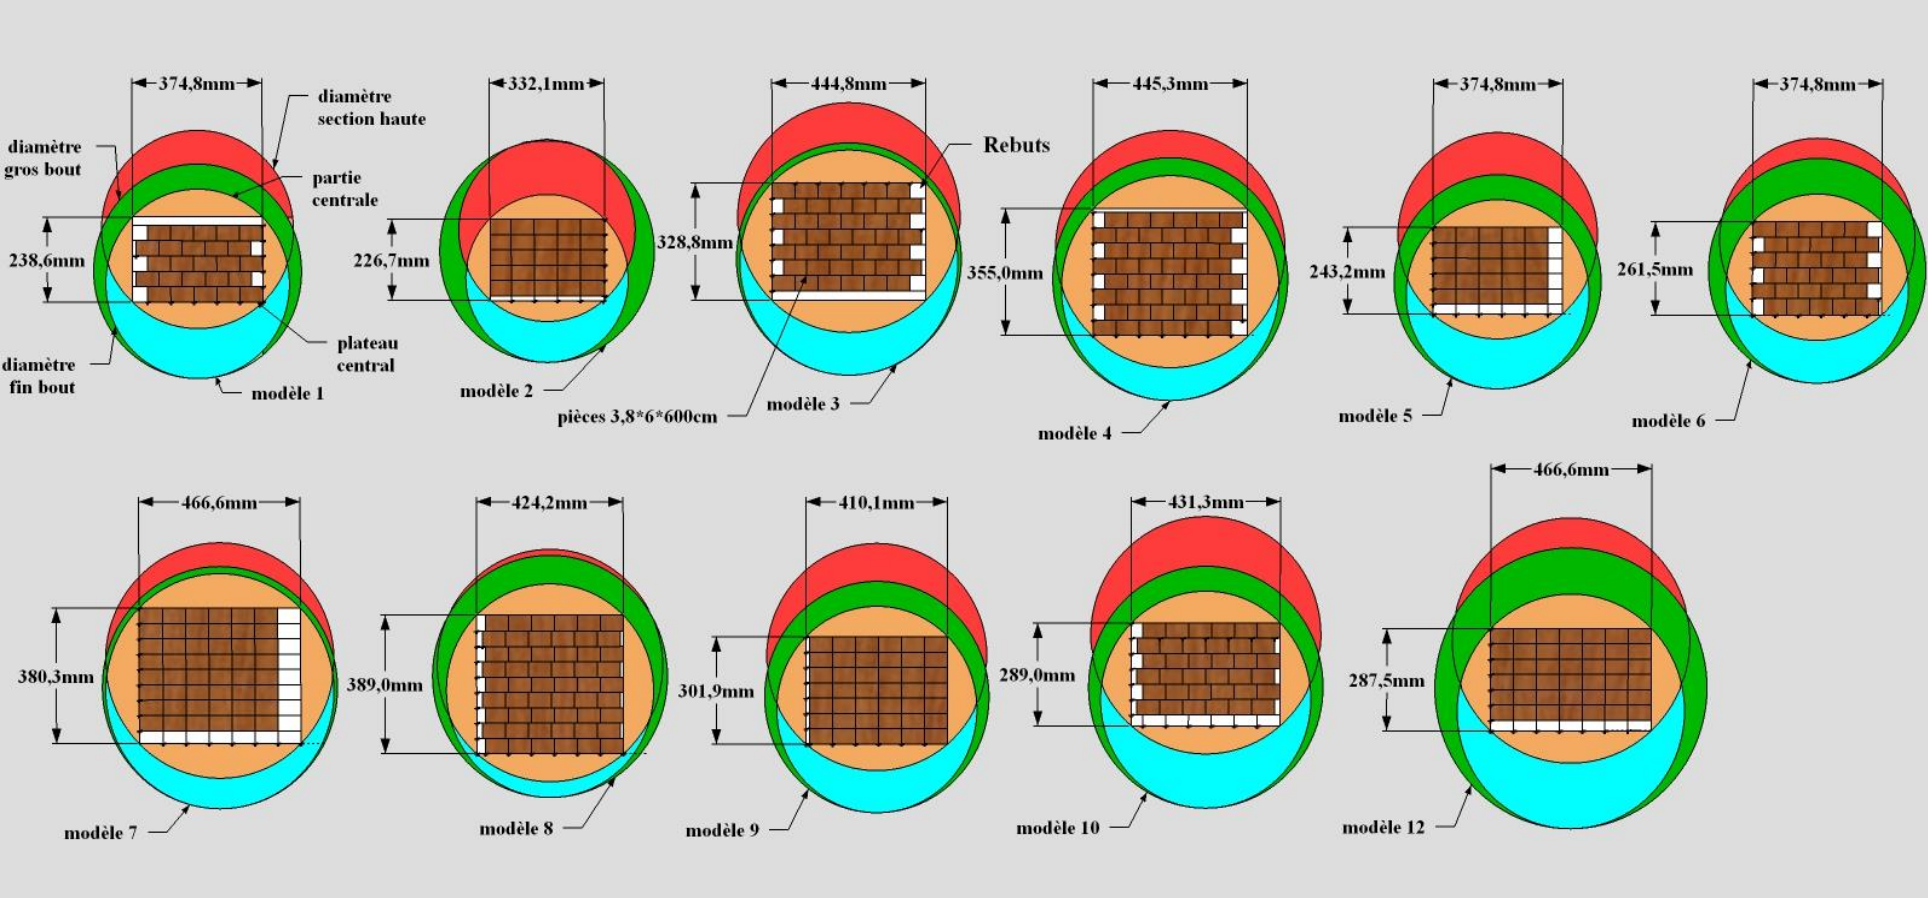 374,8mm
332,1mm
444,8mm
445,3mm
374,8mm
374,8mm
diamètre
section haute
diamètre
gros bout
partie
centrale
Rebuts
238,6mm
226,7mm
328,8mm
355,0mm
243,2mm
261,5mm
plateau
central
diamètre
fin bout
modèle 1
modèle 2
pièces 3,8*6*600cm
modèle 3
modèle 4
modèle 5
modèle 6
466,6mm
424,2mm
410,1mm
431,3mm
466,6mm
380,3mm
389,0mm
301,9mm
289,0mm
287,5mm
modèle 7
modèle 8
modèle 9
modèle 10
modèle 12